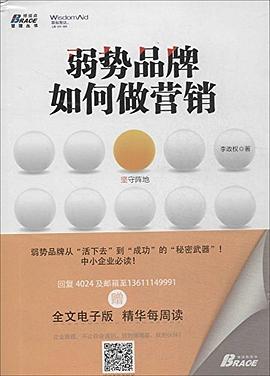 BRACE
WisdomAid
弱势品牌
如何做营销
李政权◎著
坚守阵地
弱势品牌从“活下去”到“成功”的“秘密武器”！
中小企业必读！
回复 4024 及邮箱至13611149991
赠
全文电子版 精华每周读
BRACE